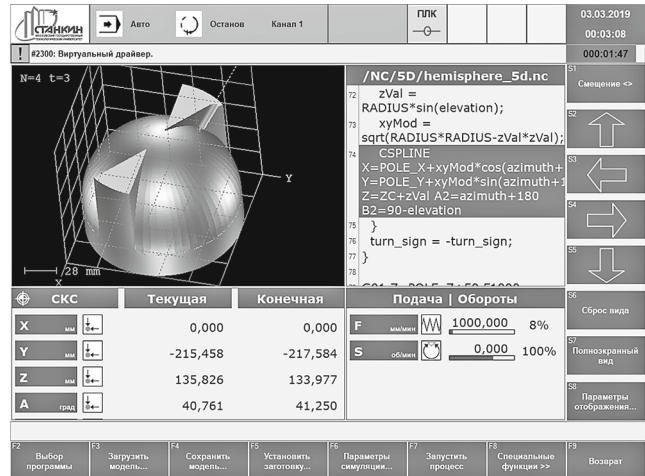 СТАНКИН
Авто
Останов
Канал 1
ПЛК
03.03.2019
00:03:08
! #2300: Виртуальный драйвер.
000:01:47
N=4 t=3
Y
28 mm
X
/NC/5D/hemisphere_5d.nc
72 zVal =
RADIUS*sin(elevation);
73 xyMod =
sqrt(RADIUS*RADIUS-zVal*zVal);
74 CSPLINE
X=POLE_X+xyMod*cos(azimuth+
Y=POLE_Y+xyMod*sin(azimuth+1
Z=ZC+zVal A2=azimuth+180
B2=90-elevation
75 }
76 turn_sign = -turn_sign;
77 }
78
S1
Смещение <>
S2
S3
S4
S5
S6
Сброс вида
S7
Полноэкранный
вид
S8
Параметры
отображения...
СКС Текущая Конечная
X мм 0,000 0,000
Y мм -215,458 -217,584
Z мм 135,826 133,977
A град 40,761 41,250
Подача | Обороты
F мм/мин 1000,000 8%
S об/мин 0,000 100%
F2 Выбор
программы
F3 Загрузить
модель...
F4 Сохранить
модель...
F5 Установить
заготовку...
F6 Параметры
симуляции...
F7 Запустить
процесс
F8 Специальные
функции >>
F9 Возврат